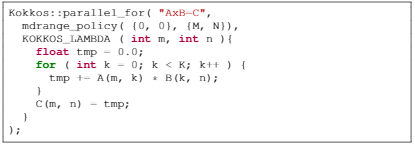 Kokkos::parallel_for( "AxB=C",
mdrange_policy( {0, 0}, {M, N}),
KOKKOS_LAMBDA ( int m, int n ){
float tmp = 0.0;
for ( int k = 0; k < K; k++ ) {
tmp += A(m, k) * B(k, n);
}
C(m, n) = tmp;
}
);